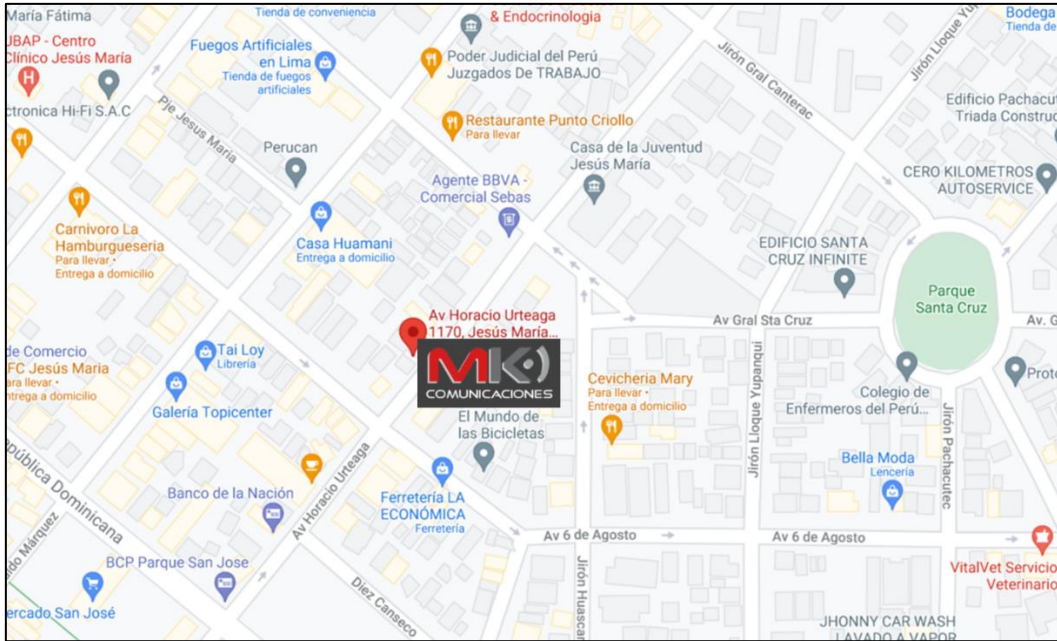 María Fátima
JBAP - Centro
Clínico Jesús María
ctronica Hi-Fi S.A.C
Tienda de conveniencia
Fuegos Artificiales
en Lima
Tienda de fuegos
artificiales
& Endocrinologia
Poder Judicial del Perú
Juzgados De TRABAJO
Restaurante Punto Criollo
Para llevar
Jirón Gral Canterac
Jirón Lloque Yup
Bodega
Tienda de
Edificio Pachacut
Triada Construc
CERO KILOMETROS
AUTOSERVICE
Pje Jesus Maria
Perucan
Casa de la Juventud
Jesús María
Agente BBVA -
Comercial Sebas
Carnivoro La
Hamburgueseria
Para llevar •
Entrega a domicilio
Casa Huamani
Entrega a domicilio
EDIFICIO SANTA
CRUZ INFINITE
Parque
Santa Cruz
Av Horacio Urteaga
1170, Jesús María...
Av Gral Sta Cruz
Av. G
MK
COMUNICACIONES
de Comercio
FC Jesús Maria
ara llevar •
ntrega a domicilio
Tai Loy
Librería
Galería Topicenter
Cevicheria Mary
Para llevar •
Entrega a domicilio
Jirón Lloque Yupanqui
Colegio de
Enfermeros del Perú...
Proto
Jirón Pachacutec
El Mundo de
las Bicicletas
Bella Moda
Lencería
epública Dominicana
Banco de la Nación
Av Horacio Urteaga
Ferretería LA
ECONÓMICA
Ferretería
Av 6 de Agosto
Av 6 de Agosto
aldo Márquez
BCP Parque San Jose
ercado San José
Diez Canseco
Jirón Huascar
VitalVet Servicio
Veterinario
JHONNY CAR WASH
LAVADO A VAPOR